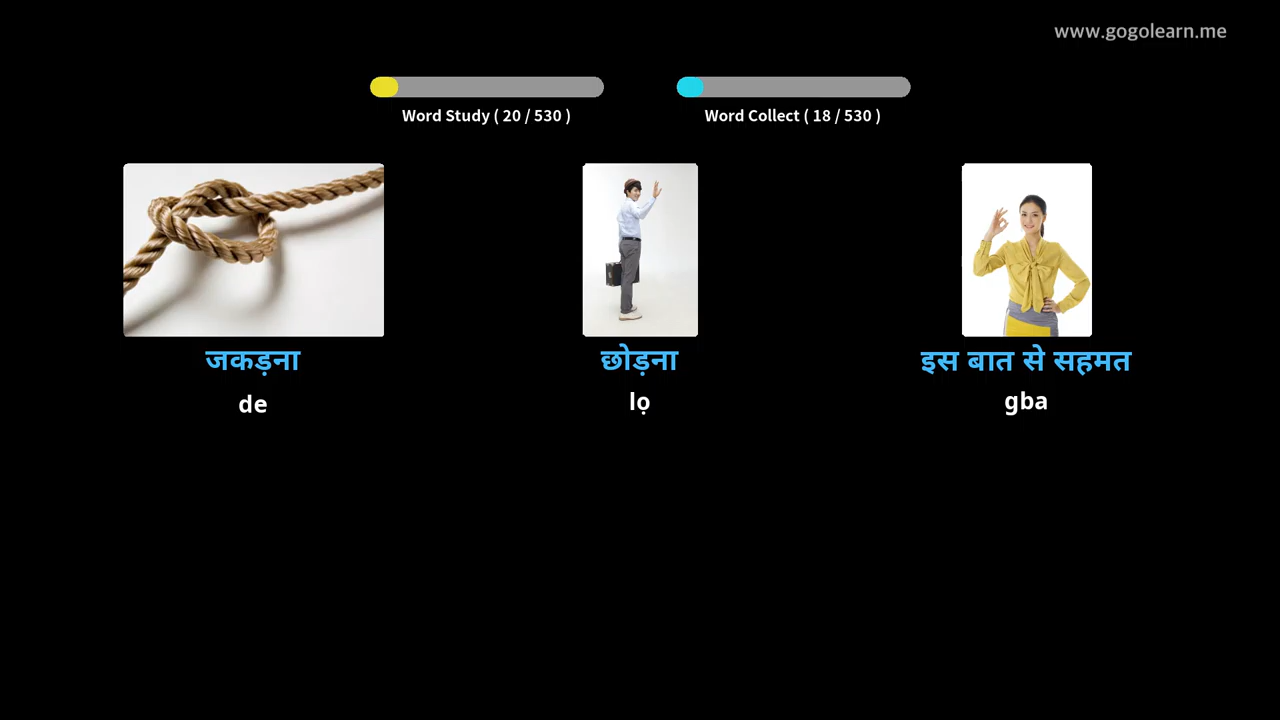 www.gogolearn.me
Word Study ( 20 / 530 )
Word Collect ( 18 / 530 )
जकड़ना
छोड़ना
इस बात से सहमत
de
lọ
gba